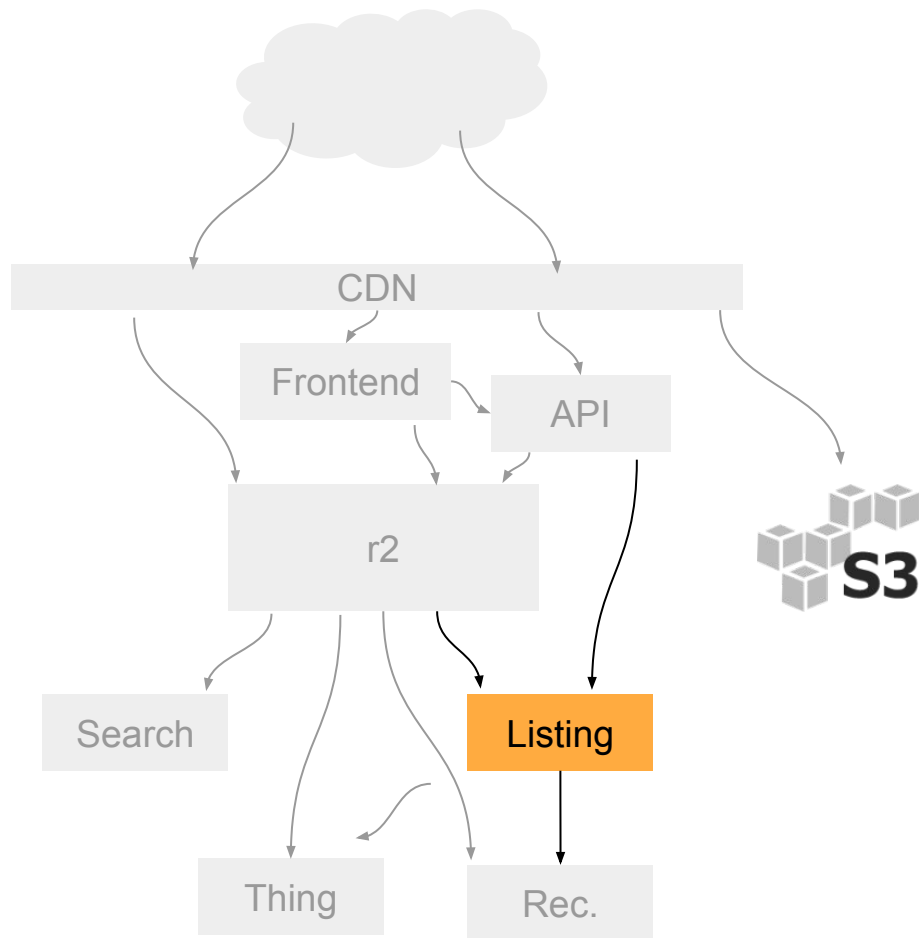 CDN
Frontend
API
r2
S3
Search
Listing
Thing
Rec.